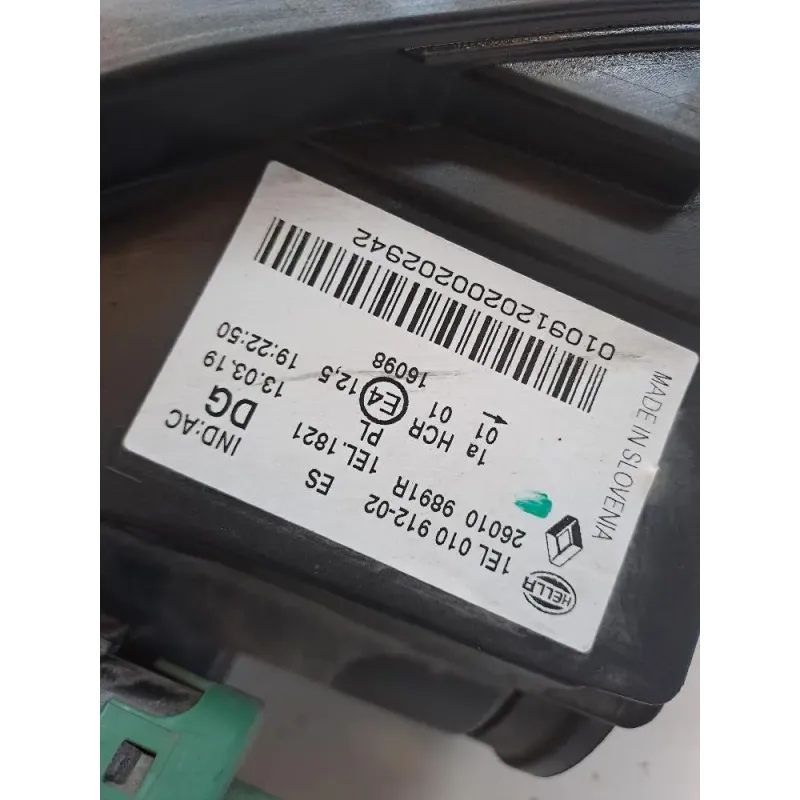 HELLA
1EL 010 912-02
ES
IND:AC
26010 9891R
1EL.1821
DG
1a HCR PL
01 01
E4
12,5
16098
13.03.19
19:22:50
0109120200202942
MADE IN SLOVENIA